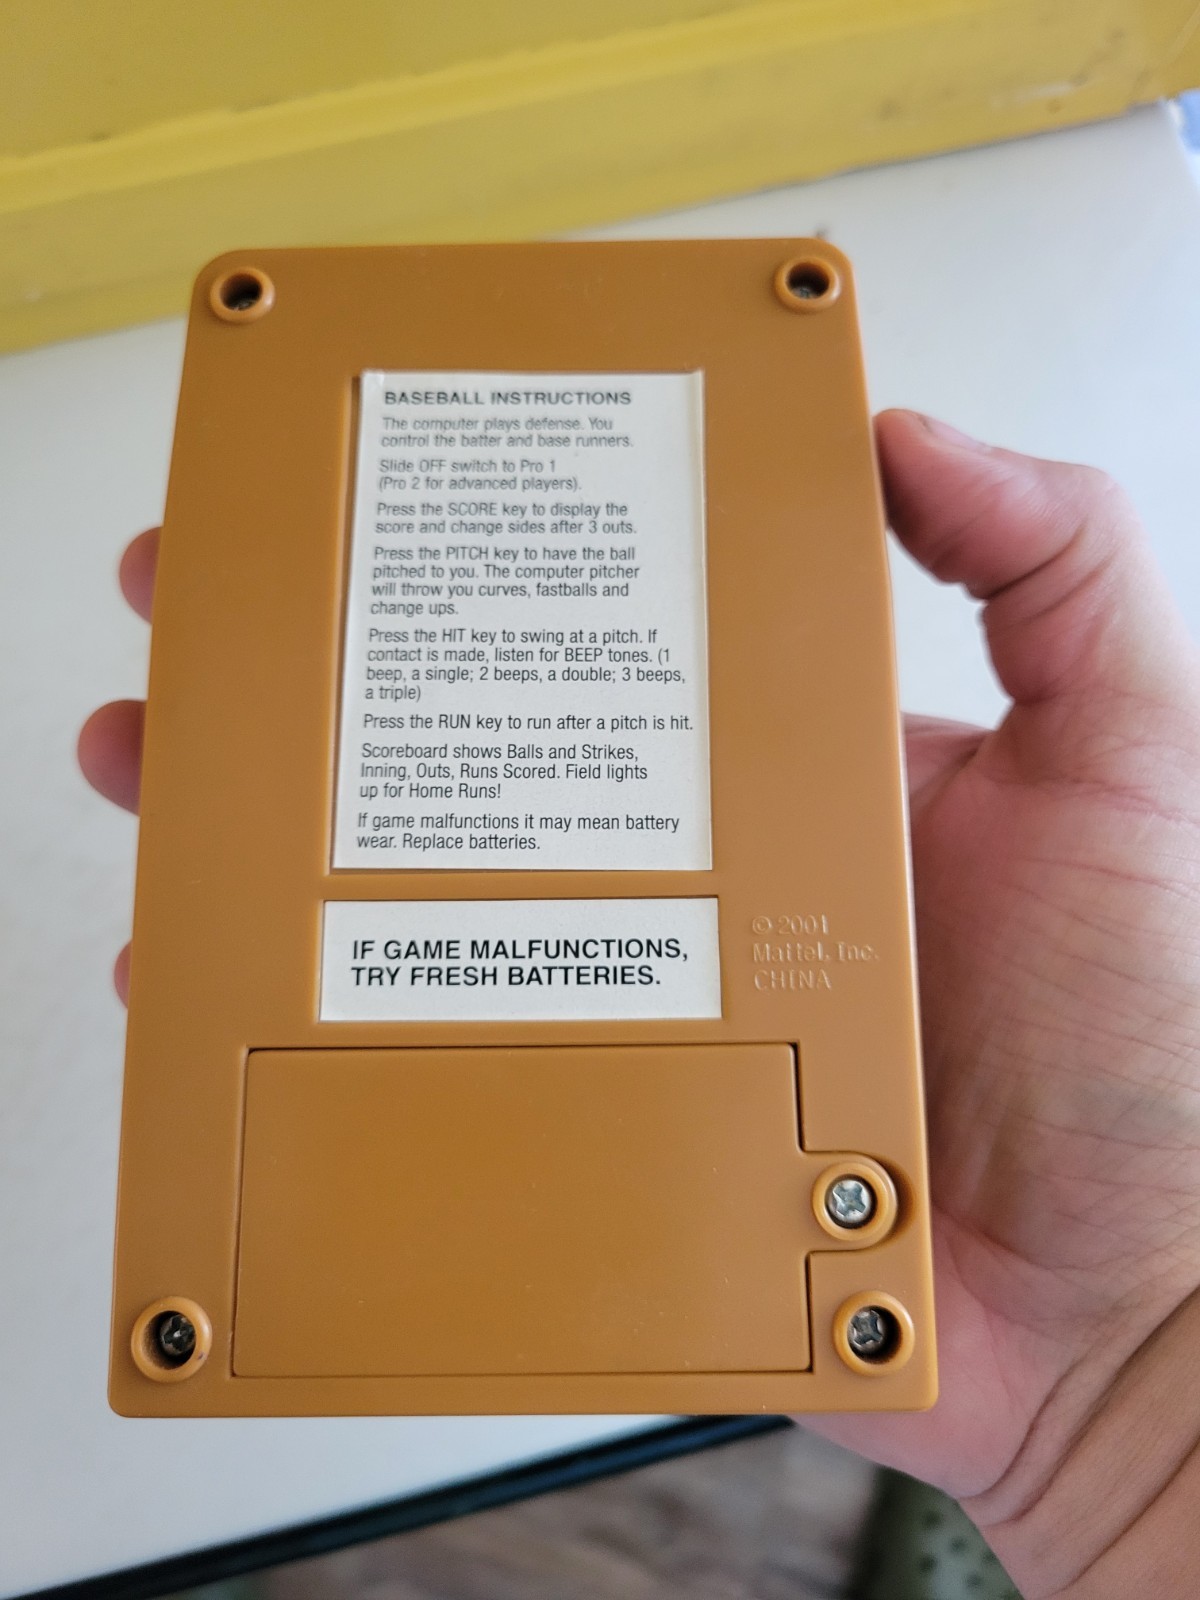 BASEBALL INSTRUCTIONS
The computer plays defense. You
control the batter and base runners.
Slide OFF switch to Pro 1
(Pro 2 for advanced players).
Press the SCORE key to display the
score and change sides after 3 outs.
Press the PITCH key to have the ball
pitched to you. The computer pitcher
will throw you curves, fastballs and
change ups.
Press the HIT key to swing at a pitch. If
contact is made, listen for BEEP tones. (1
beep, a single; 2 beeps, a double; 3 beeps,
a triple)
Press the RUN key to run after a pitch is hit.
Scoreboard shows Balls and Strikes,
Inning, Outs, Runs Scored. Field lights
up for Home Runs!
If game malfunctions it may mean battery
wear. Replace batteries.
IF GAME MALFUNCTIONS,
TRY FRESH BATTERIES.
© 2001
Mattel, Inc.
CHINA